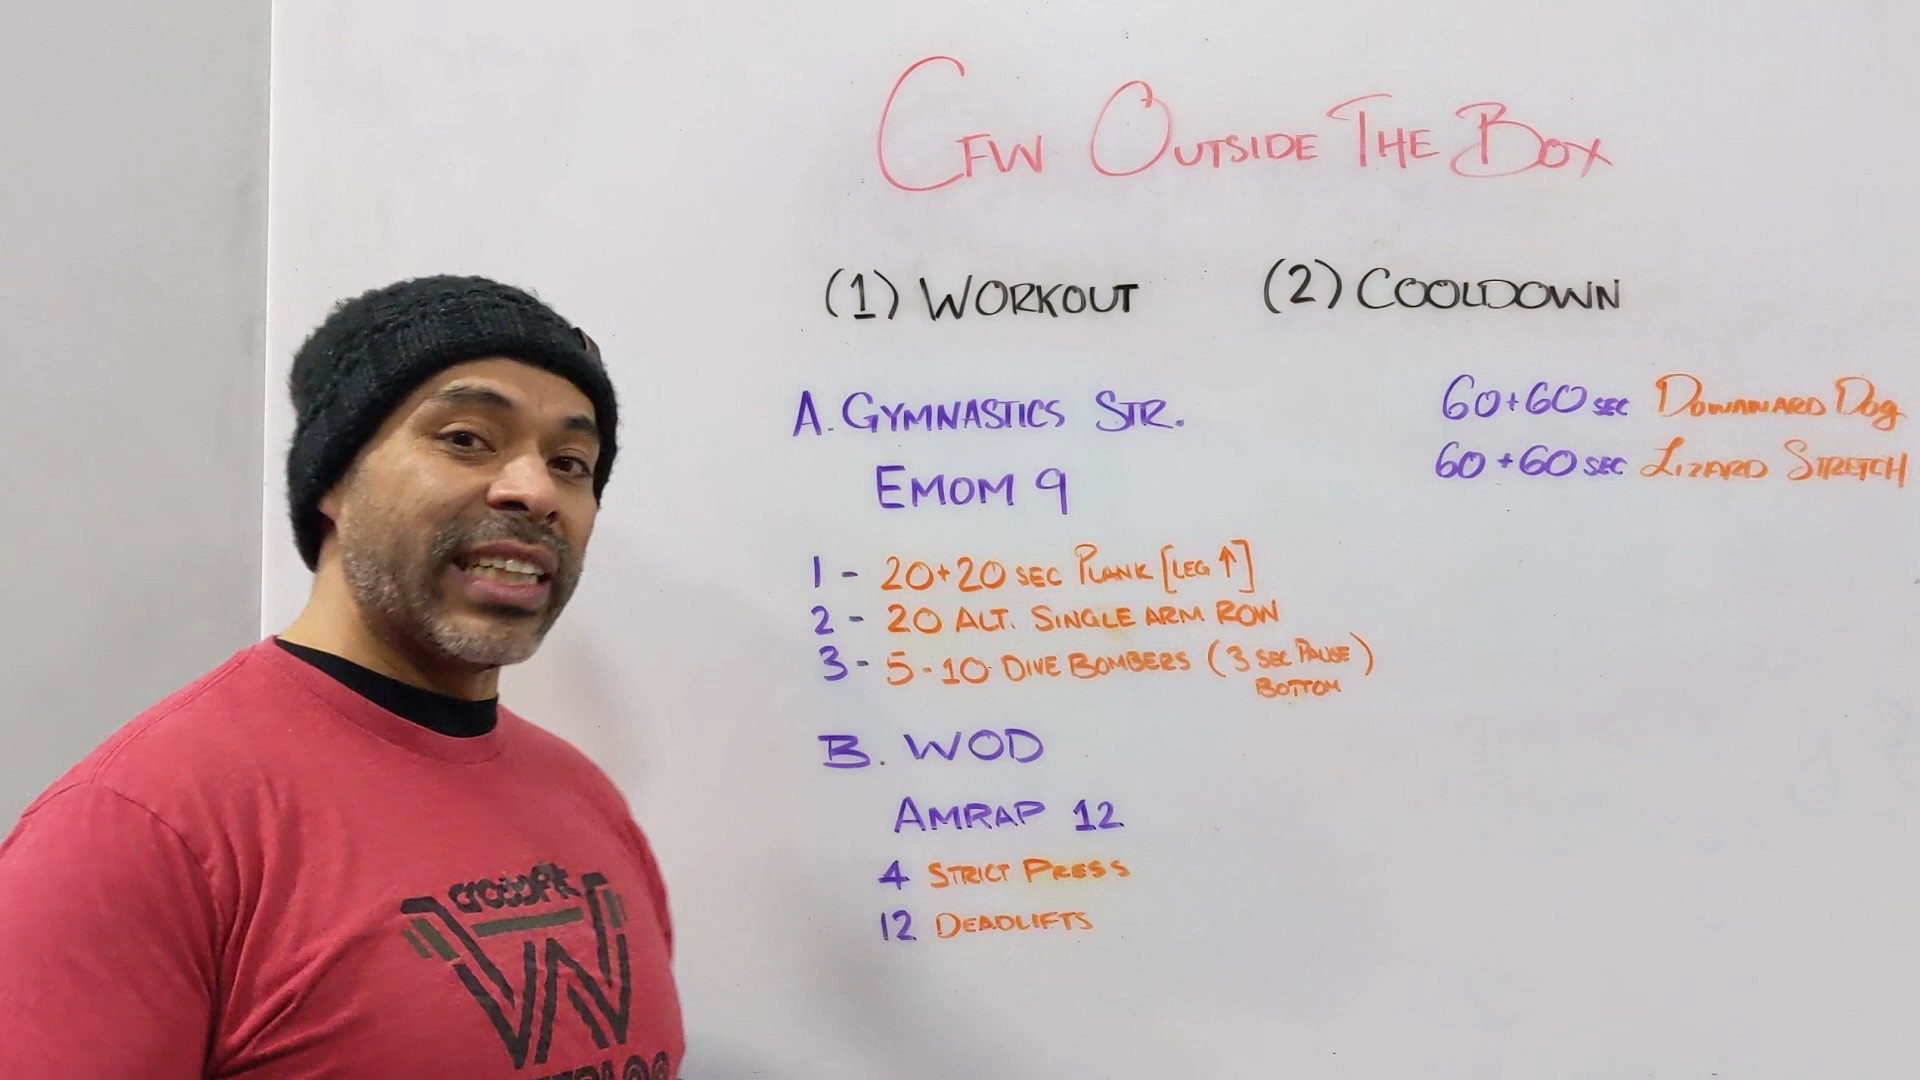 CFW OUTSIDE THE BOX
(1) WORKOUT
A. GYMNASTICS STR.
EMOM 9
1 - 20+20 SEC PLANK [LEG ↑]
2 - 20 ALT. SINGLE ARM ROW
3 - 5-10 DIVE BOMBERS (3 SEC PAUSE)
BOTTOM
B. WOD
AMRAP 12
4 STRICT PRESS
12 DEADLIFTS
(2) COOLDOWN
60+60 SEC DOWNWARD DOG
60+60 SEC LIZARD STRETCH
CROSSFIT
W